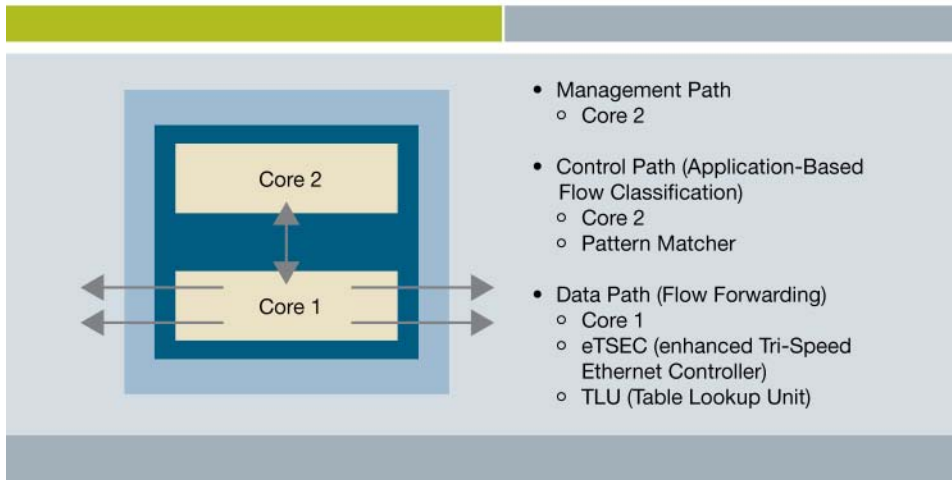 Core 2
Core 1
• Management Path
○ Core 2
• Control Path (Application-Based
Flow Classification)
○ Core 2
○ Pattern Matcher
• Data Path (Flow Forwarding)
○ Core 1
○ eTSEC (enhanced Tri-Speed
Ethernet Controller)
○ TLU (Table Lookup Unit)